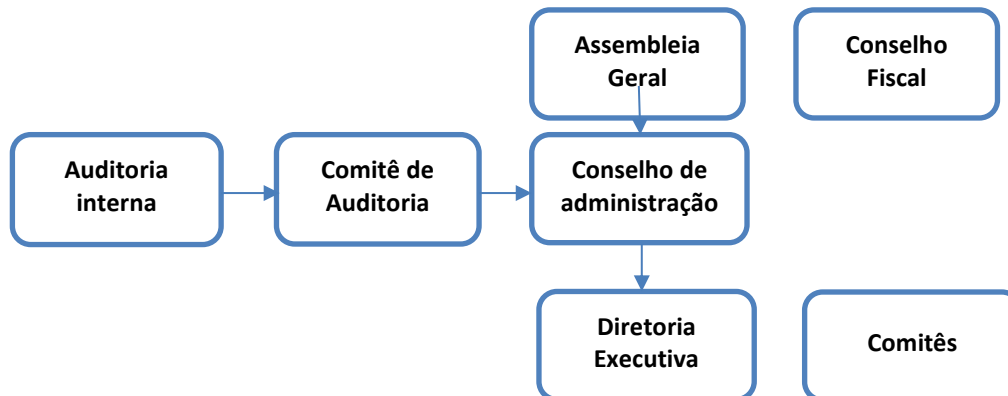 Assembleia
Geral
Conselho
Fiscal
Auditoria
interna
Comitê de
Auditoria
Conselho de
administração
Diretoria
Executiva
Comitês